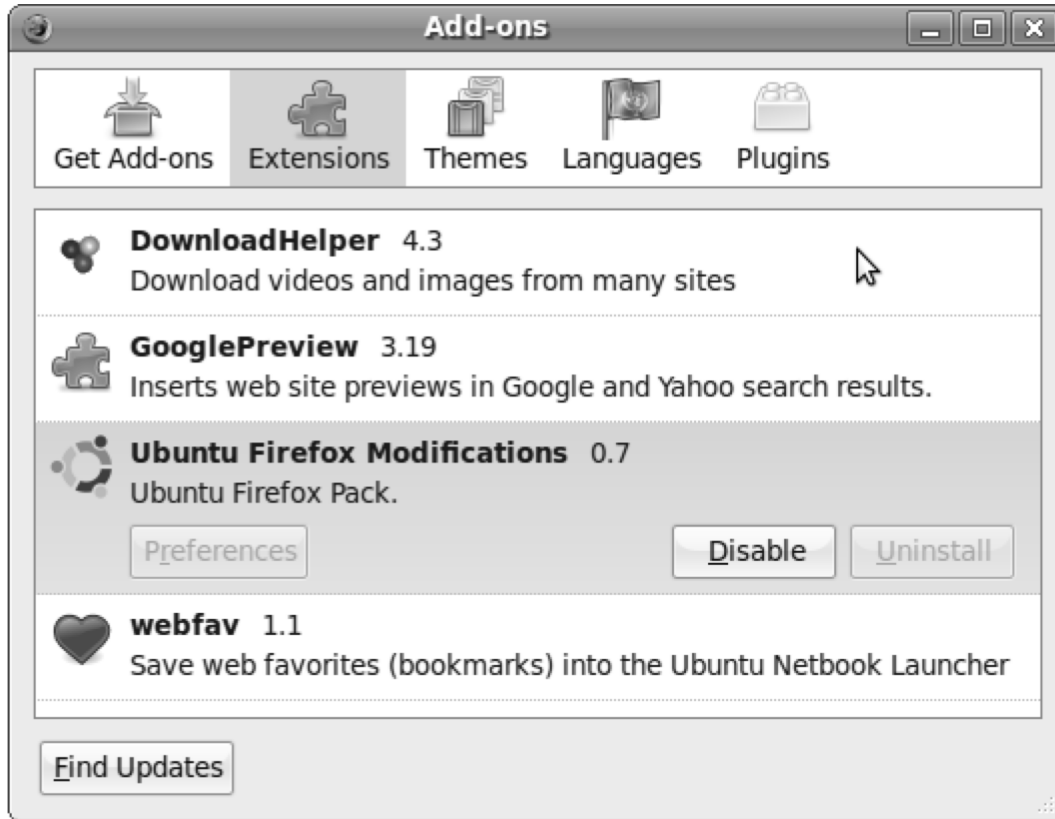 Add-ons
Get Add-ons Extensions Themes Languages Plugins
DownloadHelper 4.3
Download videos and images from many sites
GooglePreview 3.19
Inserts web site previews in Google and Yahoo search results.
Ubuntu Firefox Modifications 0.7
Ubuntu Firefox Pack.
Preferences Disable Uninstall
webfav 1.1
Save web favorites (bookmarks) into the Ubuntu Netbook Launcher
Find Updates